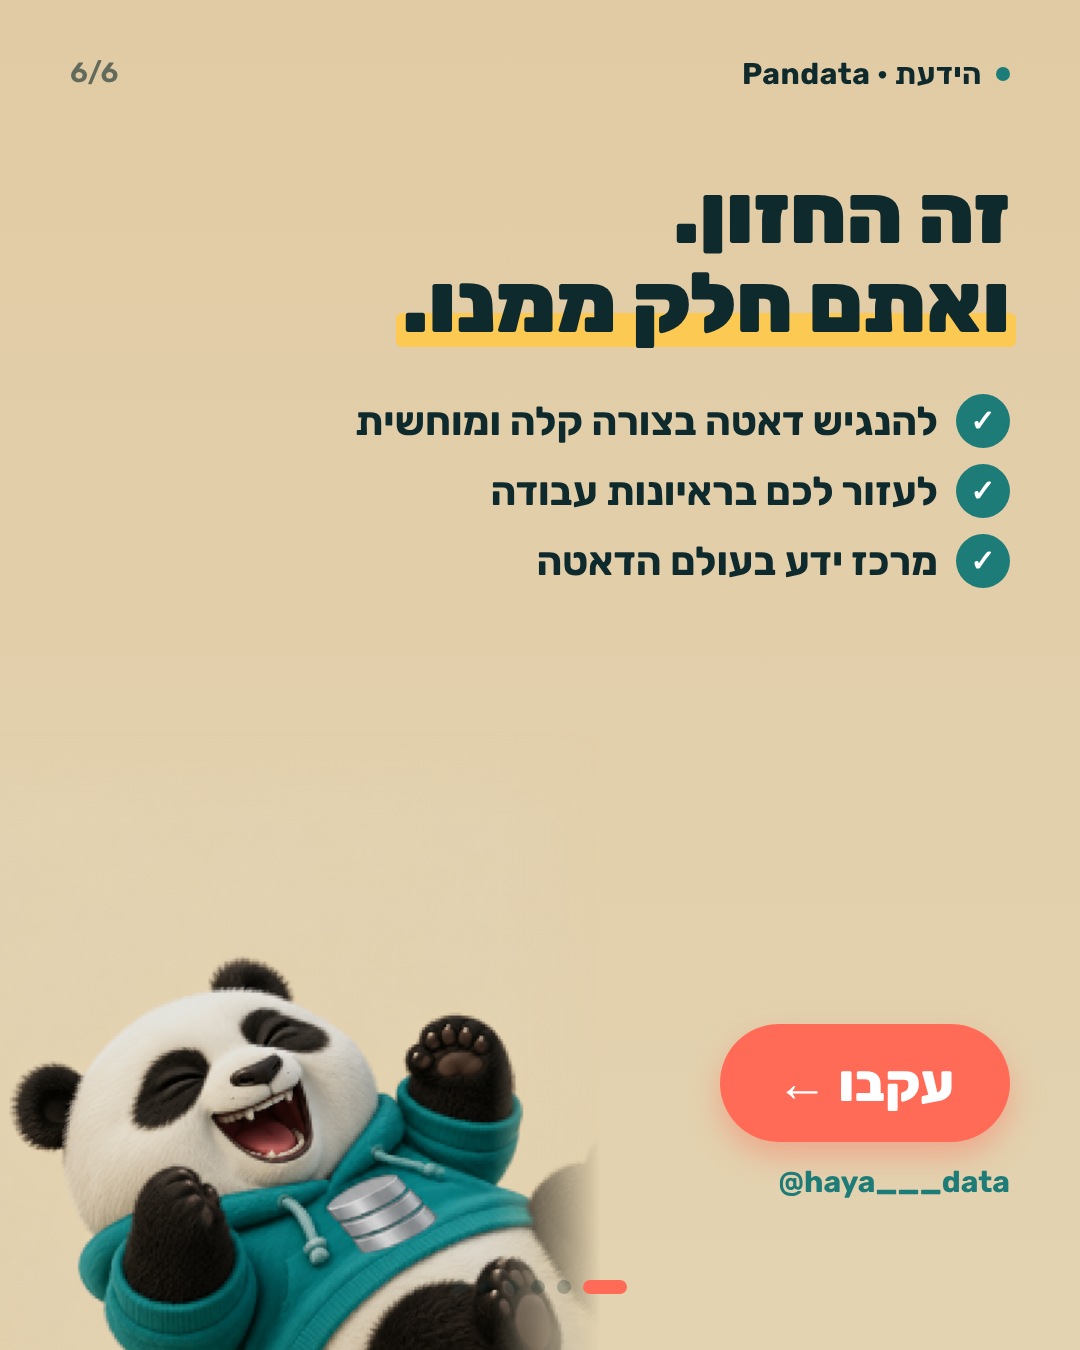 הידעת • Pandata
6/6
זה החזון.
ואתם חלק ממנו.
✓ להנגיש דאטה בצורה קלה ומוחשית
✓ לעזור לכם בראיונות עבודה
✓ מרכז ידע בעולם הדאטה
עקבו ←
@haya___data